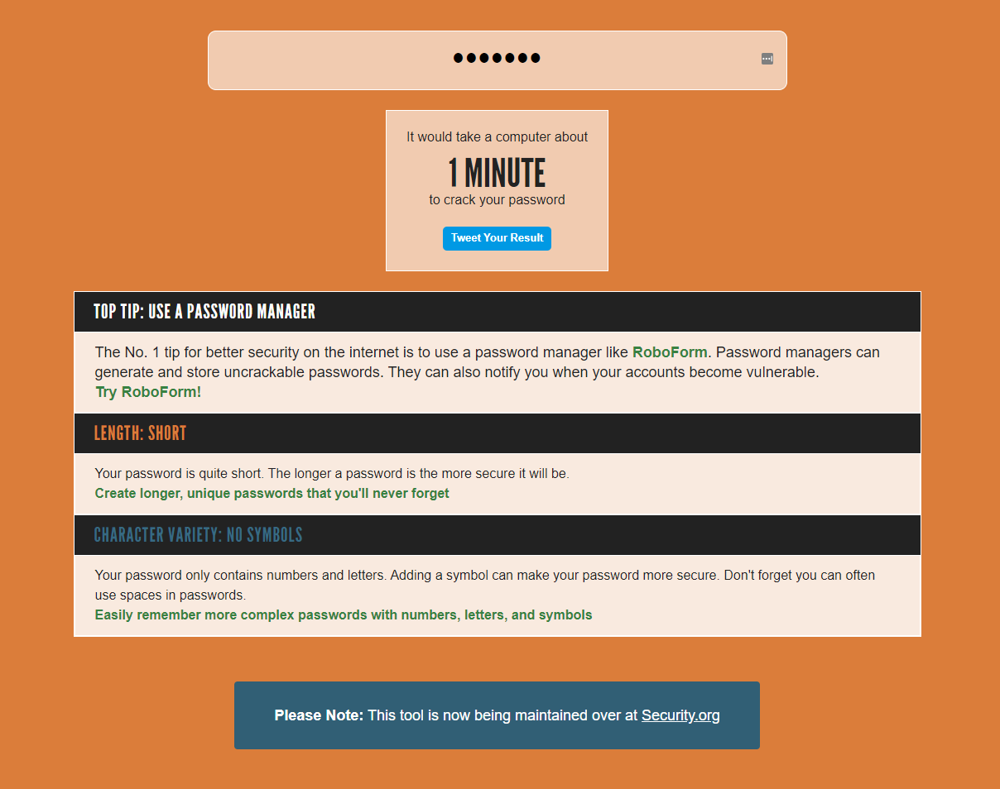 •••••••
It would take a computer about
1 MINUTE
to crack your password
Tweet Your Result
TOP TIP: USE A PASSWORD MANAGER
The No. 1 tip for better security on the internet is to use a password manager like RoboForm. Password managers can
generate and store uncrackable passwords. They can also notify you when your accounts become vulnerable.
Try RoboForm!
LENGTH: SHORT
Your password is quite short. The longer a password is the more secure it will be.
Create longer, unique passwords that you'll never forget
CHARACTER VARIETY: NO SYMBOLS
Your password only contains numbers and letters. Adding a symbol can make your password more secure. Don't forget you can often
use spaces in passwords.
Easily remember more complex passwords with numbers, letters, and symbols
Please Note: This tool is now being maintained over at Security.org